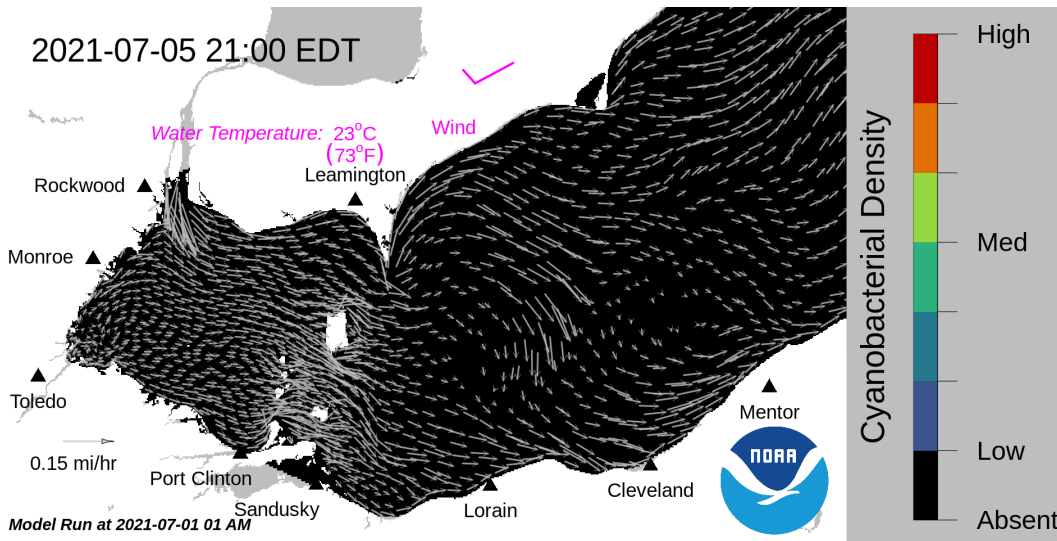 2021-07-05 21:00 EDT
Water Temperature: 23°C
(73°F)
Wind
Leamington
Rockwood
Monroe
Toledo
0.15 mi/hr
Port Clinton
Sandusky
Lorain
Cleveland
Mentor
NOAA
Model Run at 2021-07-01 01 AM
Cyanobacterial Density
High
Med
Low
Absent